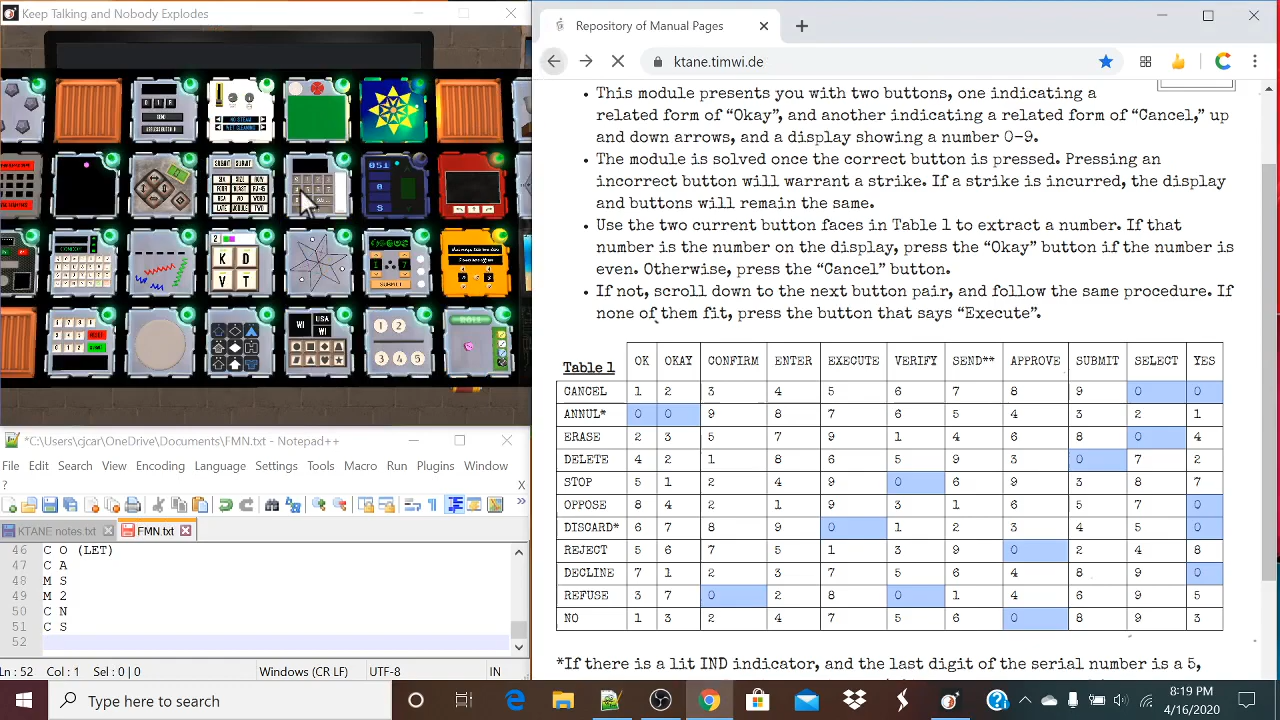 Keep Talking and Nobody Explodes
Repository of Manual Pages
ktane.timwi.de
• This module presents you with two buttons, one indicating a
related form of “Okay”, and another indicating a related form of “Cancel,” up
and down arrows, and a display showing a number 0-9.
• The module is solved once the correct button is pressed. Pressing an
incorrect button will warrant a strike. If a strike is incurred, the display
and buttons will remain the same.
• Use the two current button faces in Table 1 to extract a number. If that
number is the number on the display, press the “Okay” button if the number is
even. Otherwise, press the “Cancel” button.
• If not, scroll down to the next button pair, and follow the same procedure. If
none of them fit, press the button that says “Execute”.
Table 1 OK OKAY CONFIRM ENTER EXECUTE VERIFY SEND** APPROVE SUBMIT SELECT YES
CANCEL 1 2 3 4 5 6 7 8 9 0 0
ANNUL* 0 0 9 8 7 6 5 4 3 2 1
ERASE 2 3 5 7 9 1 4 6 8 0 4
DELETE 4 2 1 8 6 5 9 3 0 7 2
STOP 5 1 2 4 9 0 6 9 3 8 7
OPPOSE 8 4 2 1 9 3 1 6 5 7 0
DISCARD* 6 7 8 9 0 1 2 3 4 5 0
REJECT 5 6 7 5 1 3 9 0 2 4 8
DECLINE 7 1 2 3 7 5 6 4 8 9 0
REFUSE 3 7 0 2 8 0 1 4 6 9 5
NO 1 3 2 4 7 5 6 0 8 9 3
*If there is a lit IND indicator, and the last digit of the serial number is a 5,
051
0
S
2
K D
V T
SUBMIT
USA
WI WI
1 2
3 4 5
ROLL
*C:\Users\cjcar\OneDrive\Documents\FMN.txt - Notepad++
File Edit Search View Encoding Language Settings Tools Macro Run Plugins Window
? X
KTANE notes.txt FMN.txt
46 C O (LET)
47 C A
48 M S
49 M 2
50 C N
51 C S
52
Ln : 52 Col : 1 Sel : 0 | 0 Windows (CR LF) UTF-8 IN
Type here to search
8:19 PM
4/16/2020